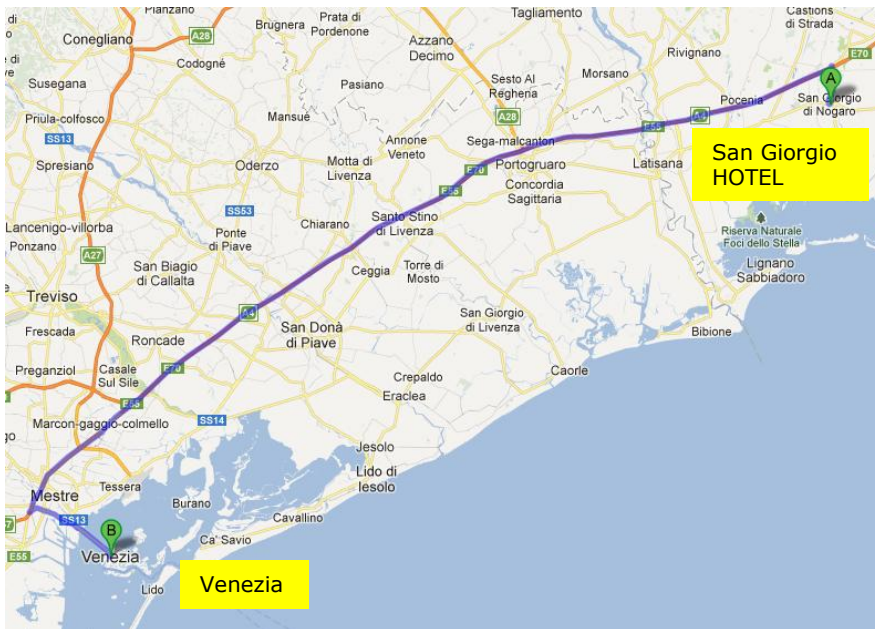 Conegliano
A28
Codogné
Brugnera
Prata di
Pordenone
Azzano
Decimo
Tagliamento
Castions
di Strada
E70
Susegana
Pasiano
Sesto Al
Reghena
Morsano
Rivignano
A
Pocenia
San Giorgio
di Nogaro
A28
A4
E55
Priula-colfosco
SS13
Mansuè
Annone
Veneto
Sega-malcanton
Spresiano
Oderzo
Motta di
Livenza
E70
Portogruaro
Latisana
San Giorgio
HOTEL
E55
Concordia
Sagittaria
Lancenigo-villorba
SS53
Chiarano
Santo Stino
di Livenza
Ponzano
Ponte
di Piave
Riserva Naturale
Foci dello Stella
A27
San Biagio
di Callalta
Ceggia
Torre di
Mosto
Lignano
Sabbiadoro
Treviso
A4
San Donà
di Piave
San Giorgio
di Livenza
Bibione
Frescada
Roncade
Preganziol
Casale
Sul Sile
E70
Crepaldo
Caorle
E55
Eraclea
Marcon-gaggio-colmello
SS14
Jesolo
Lido di
Iesolo
Mestre
Tessera
Burano
Cavallino
SS13
B
Ca' Savio
E55
Venezia
Lido
Venezia